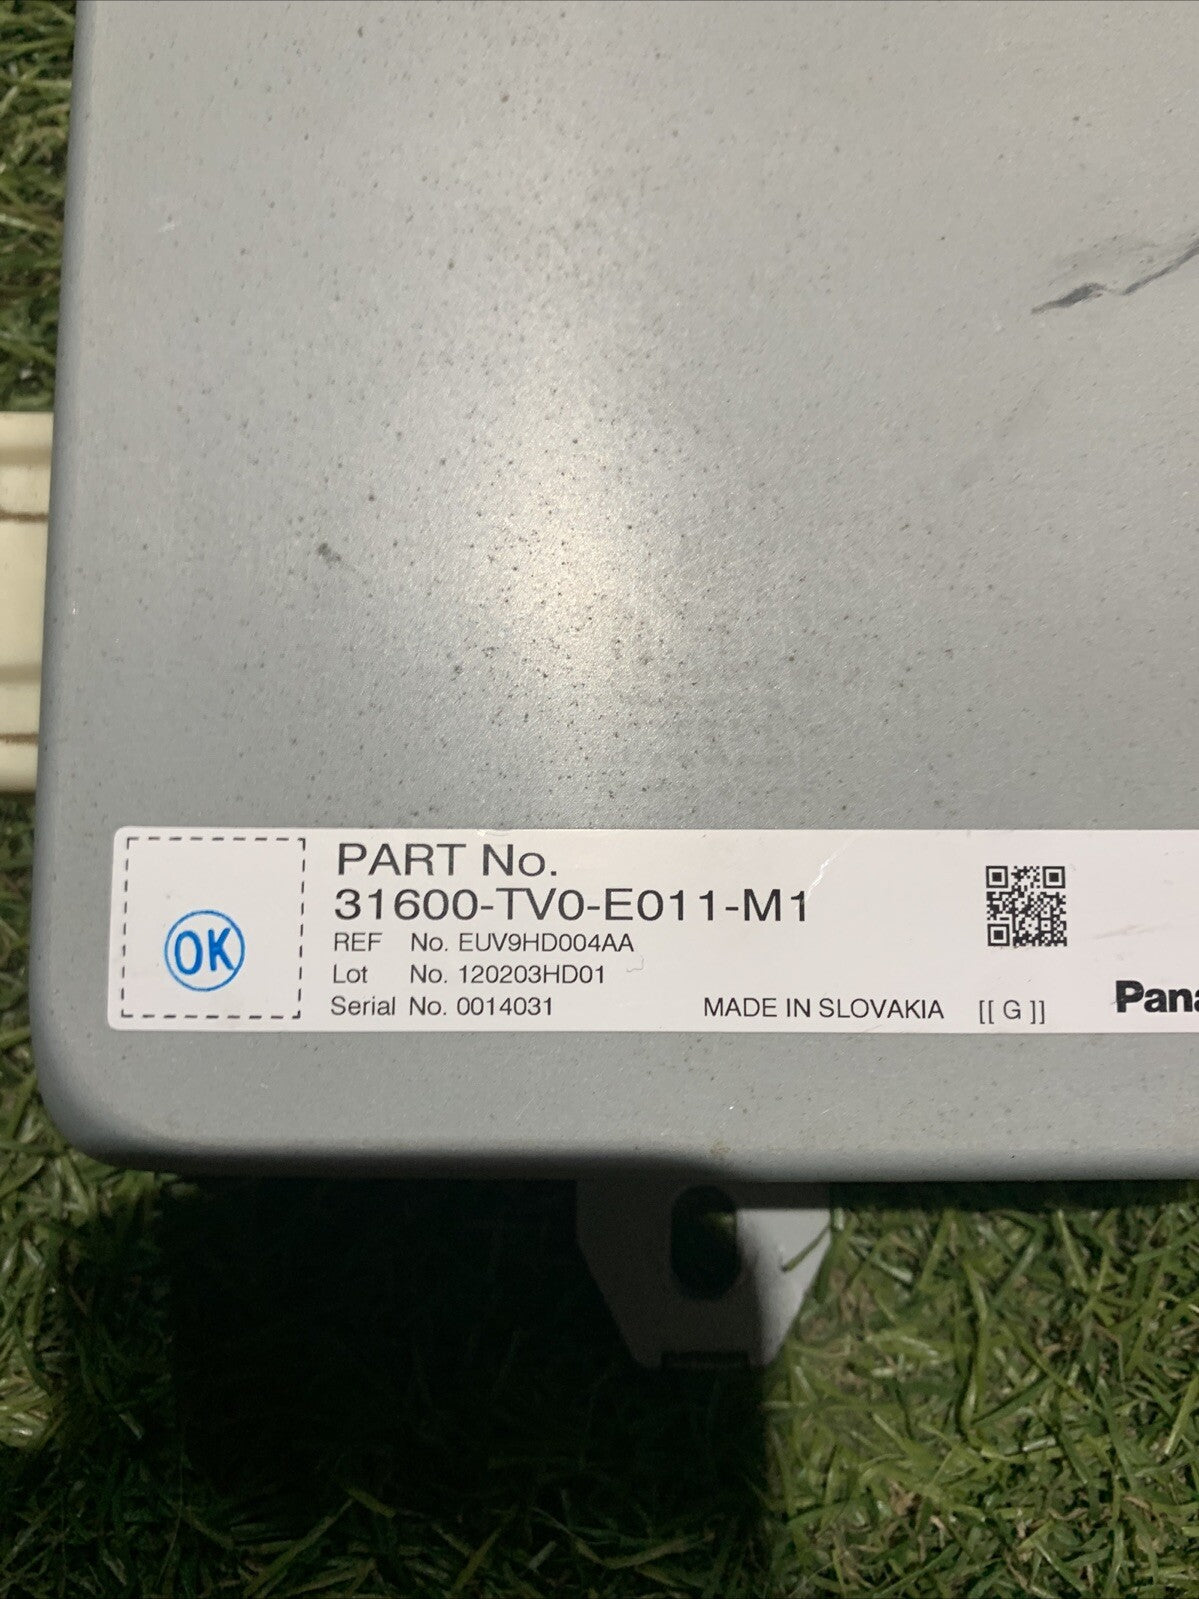 OK
PART No.
31600-TV0-E011-M1
REF No. EUV9HD004AA
Lot No. 120203HD01
Serial No. 0014031
MADE IN SLOVAKIA [[ G ]]
Pana